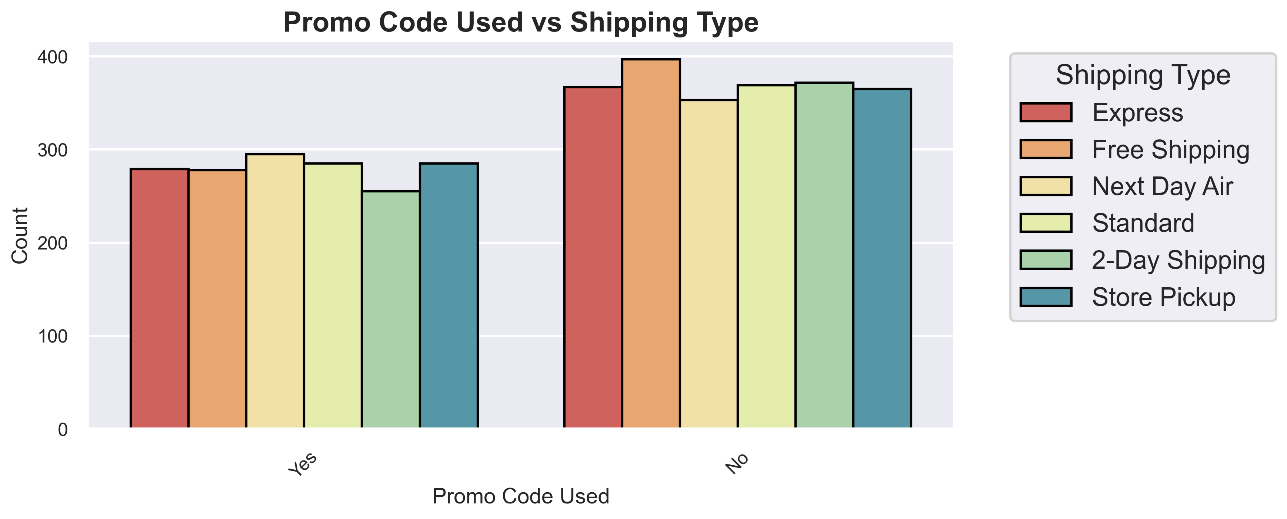 Promo Code Used vs Shipping Type
400
300
200
100
0
Count
Yes
No
Promo Code Used
Shipping Type
Express
Free Shipping
Next Day Air
Standard
2-Day Shipping
Store Pickup